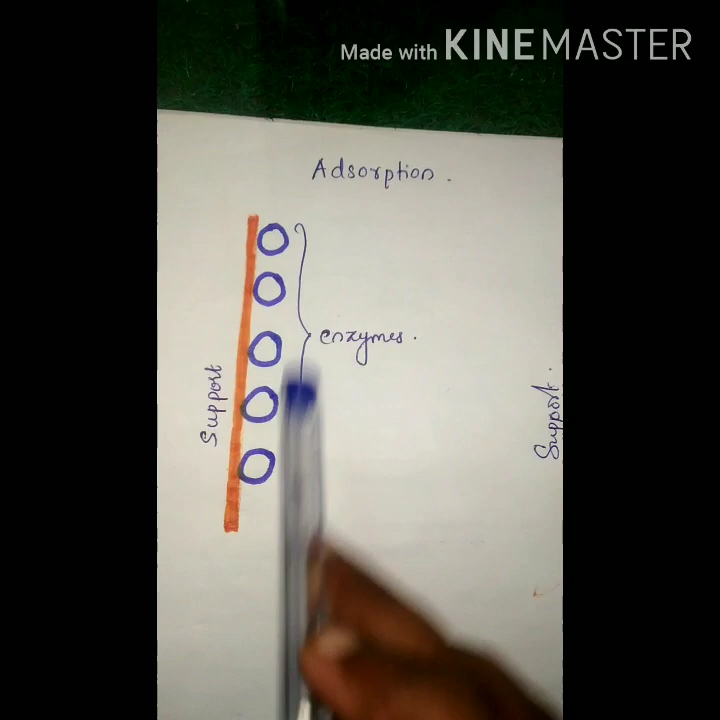 Made with KINEMASTER
Adsorption.
enzymes.
Support
Support.